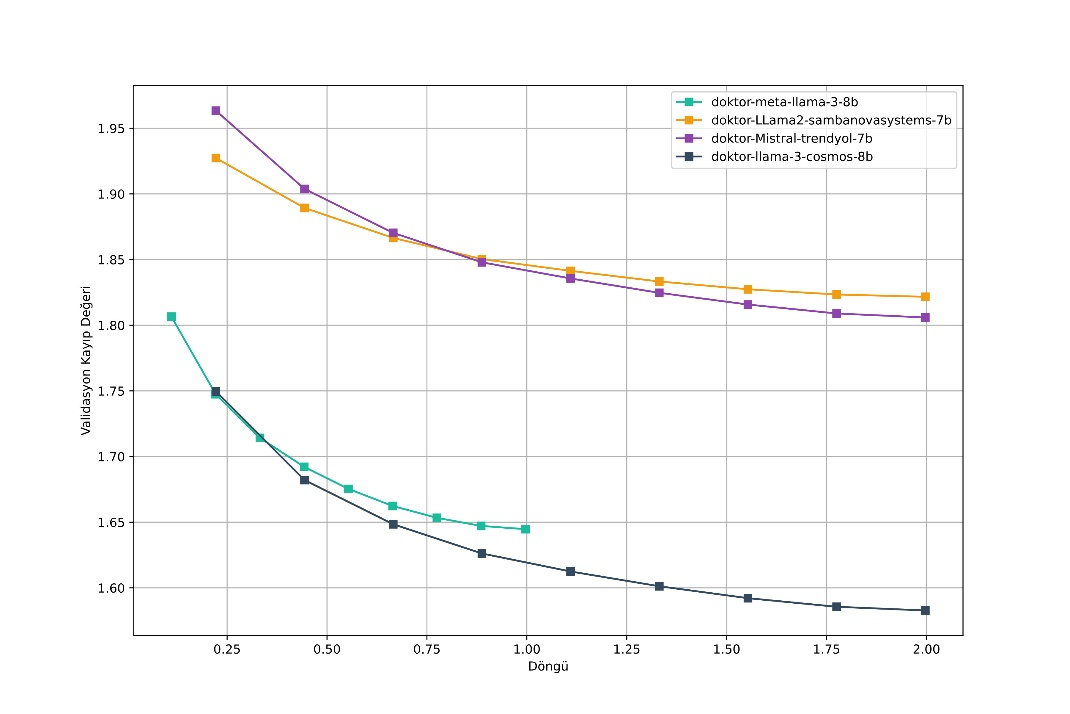 doktor-meta-llama-3-8b
doktor-LLama2-sambanovasystems-7b
doktor-Mistral-trendyol-7b
doktor-llama-3-cosmos-8b
Validasyon Kayıp Değeri
1.95
1.90
1.85
1.80
1.75
1.70
1.65
1.60
0.25 0.50 0.75 1.00 1.25 1.50 1.75 2.00
Döngü